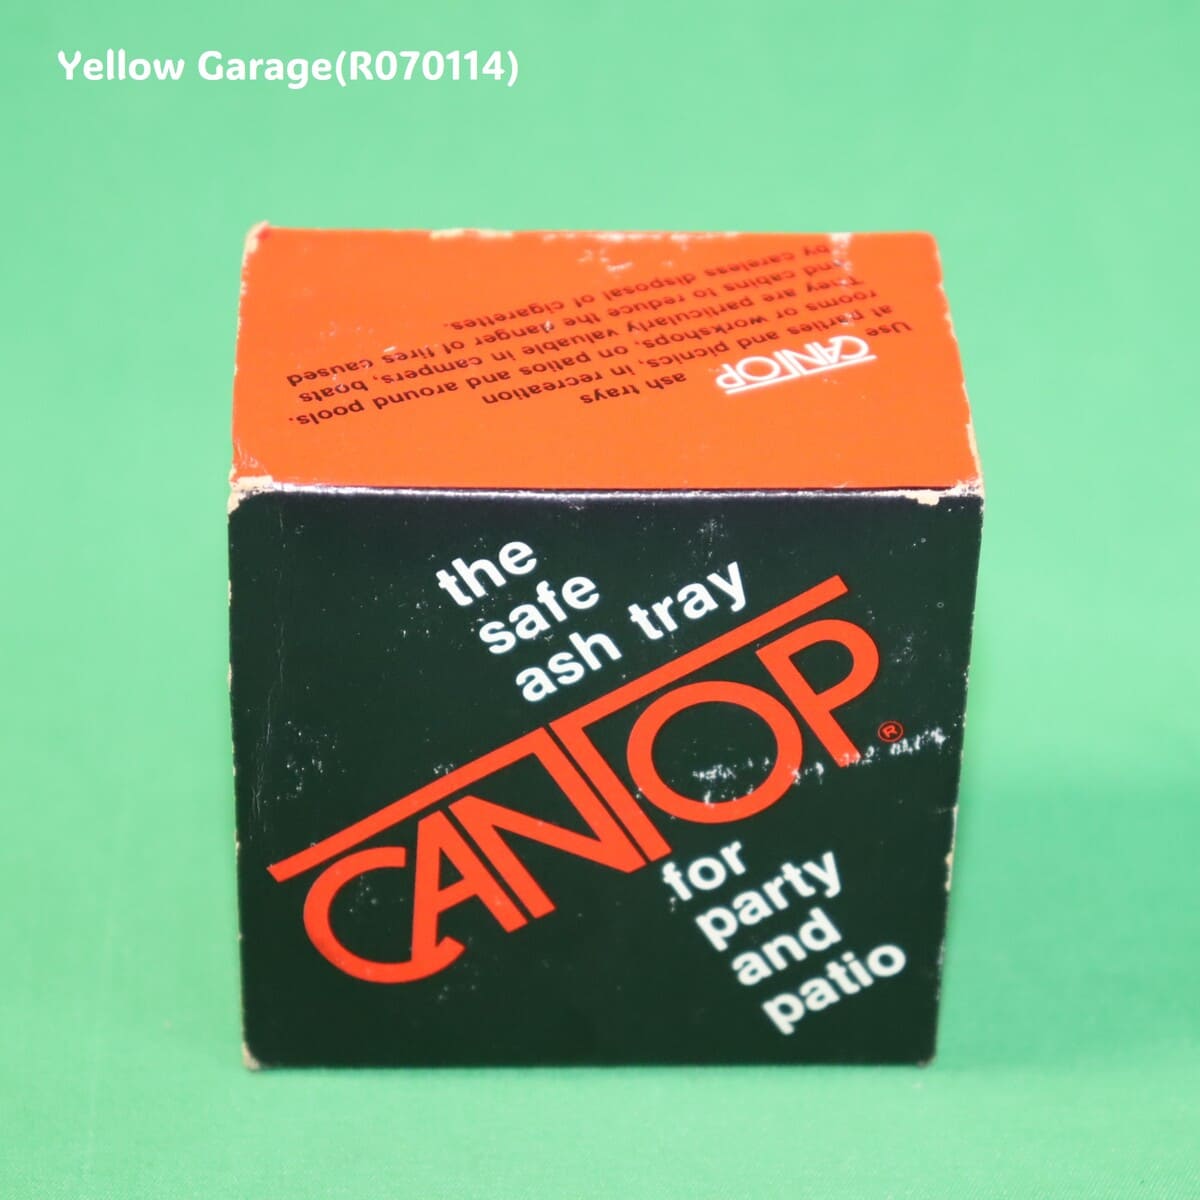 Yellow Garage(R070114)
Use CANTOP ash trays
at parties and picnics, in recreation
rooms or workshops, on patios and around pools.
They are particularly valuable in campers, boats
and cabins to reduce the danger of fires caused
by careless disposal of cigarettes.
the
safe
ash tray
CANTOP®
for
party
and
patio